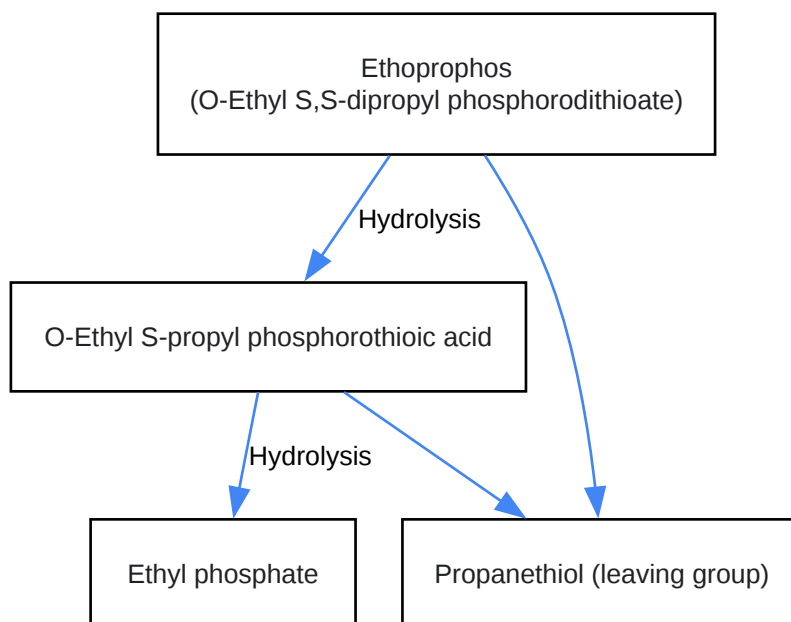 Ethoprophos
(O-Ethyl S,S-dipropyl phosphorodithioate)
Hydrolysis
O-Ethyl S-propyl phosphorothioic acid
Hydrolysis
Ethyl phosphate
Propanethiol (leaving group)